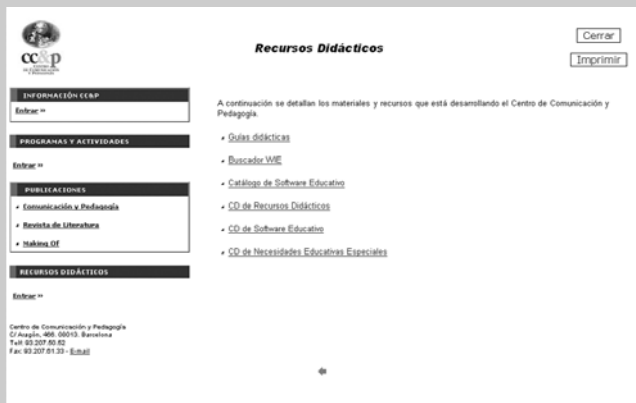 cc&p
CENTRO
DE COMUNICACIÓN
Y PEDAGOGÍA
Recursos Didácticos
Cerrar
Imprimir
INFORMACIÓN CC&P
Entrar »
PROGRAMAS Y ACTIVIDADES
Entrar »
PUBLICACIONES
Comunicación y Pedagogía
Revista de Literatura
Making Of
RECURSOS DIDÁCTICOS
Entrar »
Centro de Comunicación y Pedagogía
C/ Aragón, 466. 08013. Barcelona
Telf: 93.207.50.52
Fax: 93.207.61.33 - E-mail
A continuación se detallan los materiales y recursos que está desarrollando el Centro de Comunicación y
Pedagogía.
Guías didácticas
Buscador WIE
Catálogo de Software Educativo
CD de Recursos Didácticos
CD de Software Educativo
CD de Necesidades Educativas Especiales